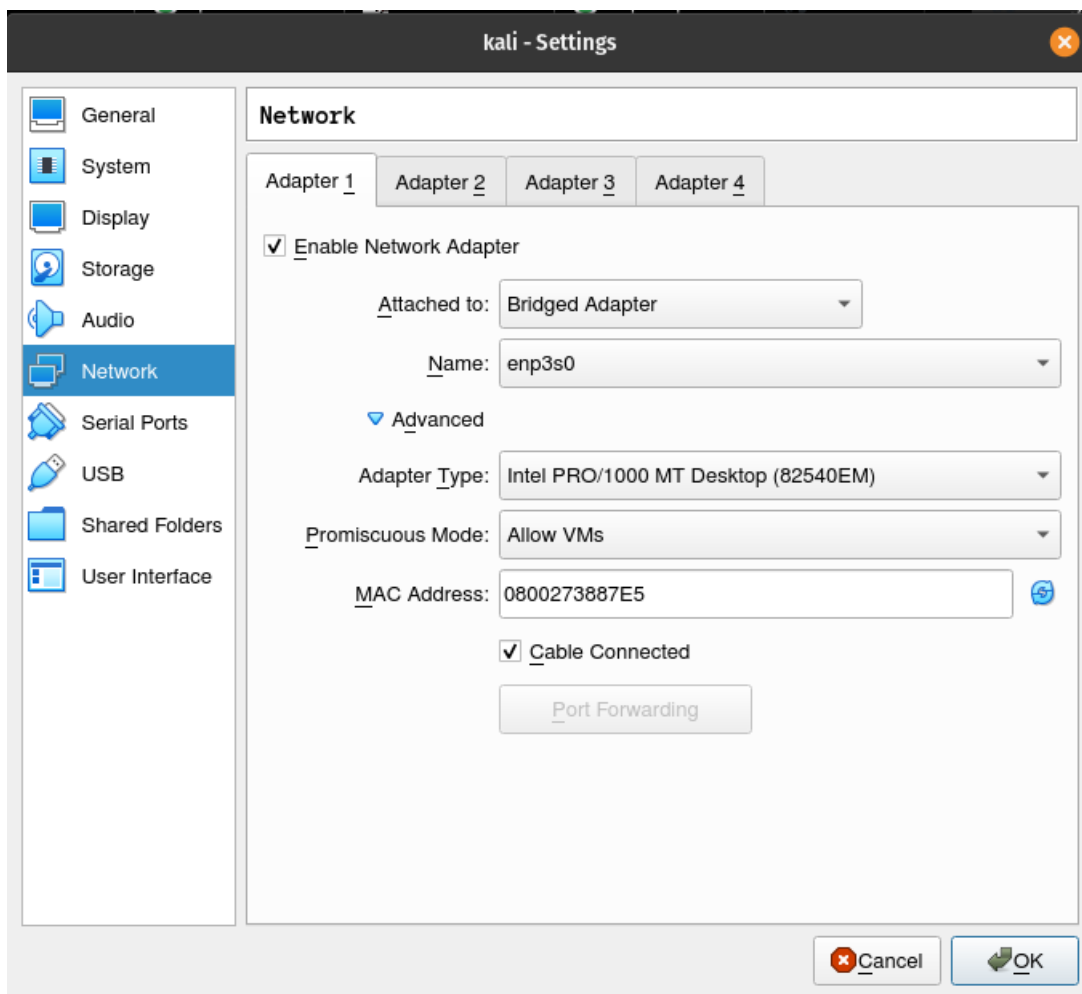 kali - Settings
General
System
Display
Storage
Audio
Network
Serial Ports
USB
Shared Folders
User Interface
Network
Adapter 1
Adapter 2
Adapter 3
Adapter 4
Enable Network Adapter
Attached to: Bridged Adapter
Name: enp3s0
Advanced
Adapter Type: Intel PRO/1000 MT Desktop (82540EM)
Promiscuous Mode: Allow VMs
MAC Address: 0800273887E5
Cable Connected
Port Forwarding
Cancel
OK